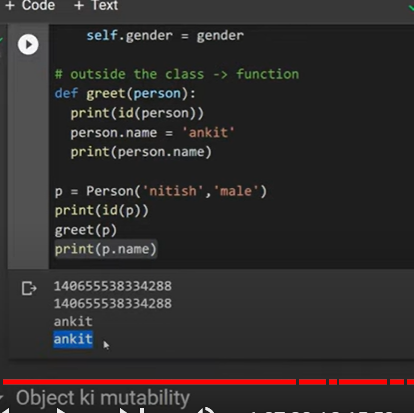 + Code + Text
self.gender = gender
# outside the class -> function
def greet(person):
print(id(person))
person.name = 'ankit'
print(person.name)
p = Person('nitish','male')
print(id(p))
greet(p)
print(p.name)
140655538334288
140655538334288
ankit
ankit
Object ki mutability